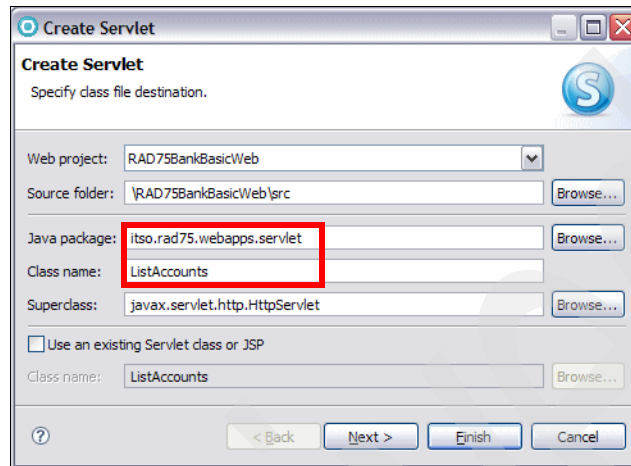 Create Servlet
Create Servlet
Specify class file destination.
S
Web project: RAD75BankBasicWeb
Source folder: \RAD75BankBasicWeb\src Browse...
Java package: itso.rad75.webapps.servlet Browse...
Class name: ListAccounts
Superclass: javax.servlet.http.HttpServlet Browse...
Use an existing Servlet class or JSP
Class name: ListAccounts Browse...
? < Back Next > Finish Cancel